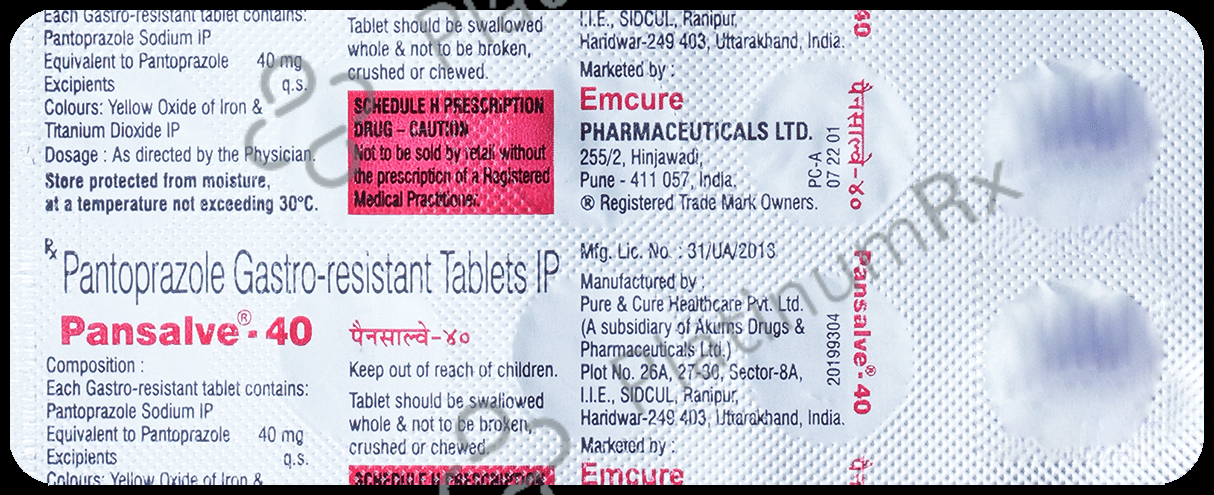 Each Gastro-resistant tablet contains:
Pantoprazole Sodium IP
Equivalent to Pantoprazole 40 mg
Excipients q.s.
Colours: Yellow Oxide of Iron &
Titanium Dioxide IP
Dosage : As directed by the Physician.
Store protected from moisture,
at a temperature not exceeding 30°C.
Tablet should be swallowed
whole & not to be broken,
crushed or chewed.
SCHEDULE H PRESCRIPTION
DRUG – CAUTION
Not to be sold by retail without
the prescription of a Registered
Medical Practitioner.
I.I.E., SIDCUL, Ranipur,
Haridwar-249 403, Uttarakhand, India.
Marketed by :
Emcure
PHARMACEUTICALS LTD.
255/2, Hinjawadi,
Pune - 411 057, India.
® Registered Trade Mark Owners.
PC-A
07 22 01
40
पैनसाल्वे-४०
Rx
Pantoprazole Gastro-resistant Tablets IP
Pansalve®-40
पैनसाल्वे-४०
Composition :
Each Gastro-resistant tablet contains:
Pantoprazole Sodium IP
Equivalent to Pantoprazole 40 mg
Excipients q.s.
Colours: Yellow Oxide of Iron &
Keep out of reach of children.
Tablet should be swallowed
whole & not to be broken,
crushed or chewed.
SCHEDULE H PRESCRIPTION
Mfg. Lic. No. : 31/UA/2013
Manufactured by :
Pure & Cure Healthcare Pvt. Ltd.
(A subsidiary of Akums Drugs &
Pharmaceuticals Ltd.)
Plot No. 26A, 27-30, Sector-8A,
I.I.E., SIDCUL, Ranipur,
Haridwar-249 403, Uttarakhand, India.
Marketed by :
Emcure
20199304
Pansalve®-40
PlatinumRx